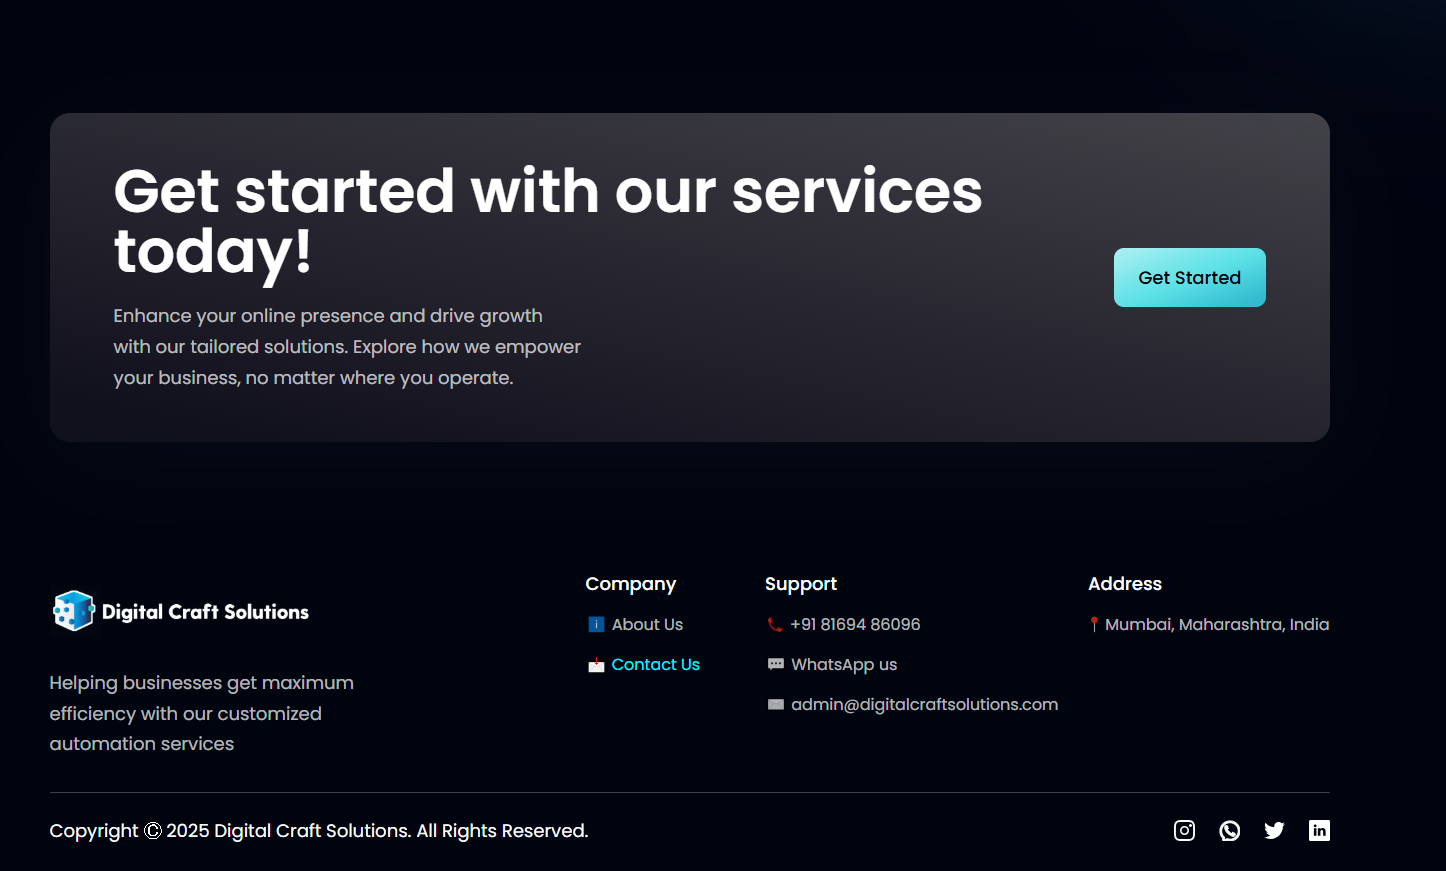 Get started with our services
today!
Enhance your online presence and drive growth
with our tailored solutions. Explore how we empower
your business, no matter where you operate.
Get Started
Digital Craft Solutions
Helping businesses get maximum
efficiency with our customized
automation services
Company
About Us
Contact Us
Support
+91 81694 86096
WhatsApp us
admin@digitalcraftsolutions.com
Address
Mumbai, Maharashtra, India
Copyright © 2025 Digital Craft Solutions. All Rights Reserved.